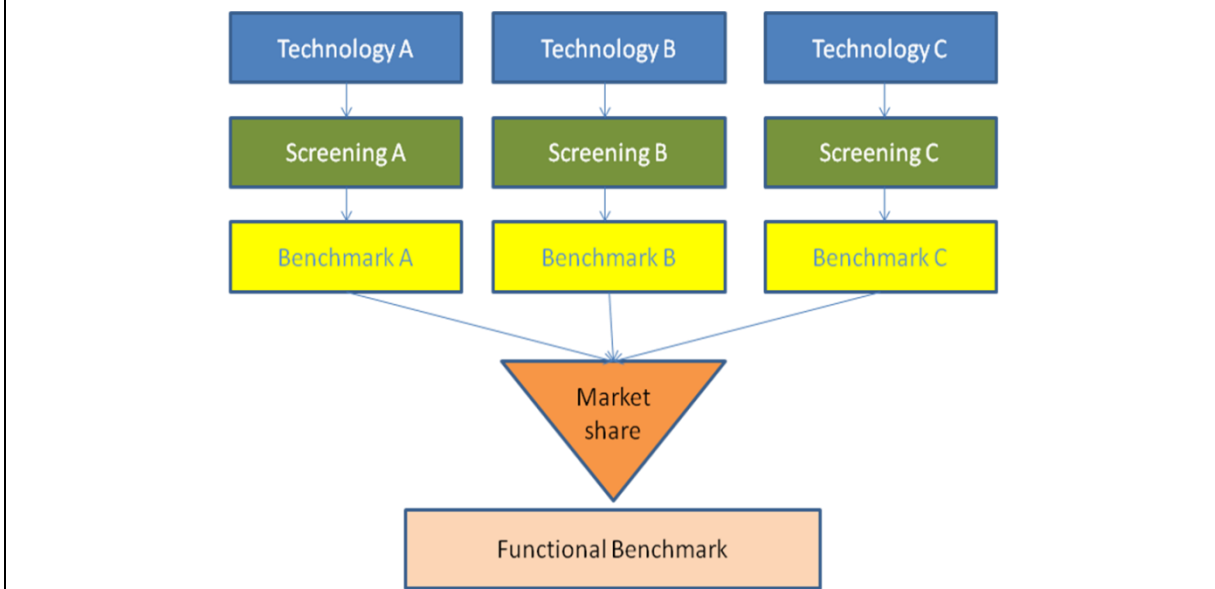 Technology A
Technology B
Technology C
Screening A
Screening B
Screening C
Benchmark A
Benchmark B
Benchmark C
Market
share
Functional Benchmark